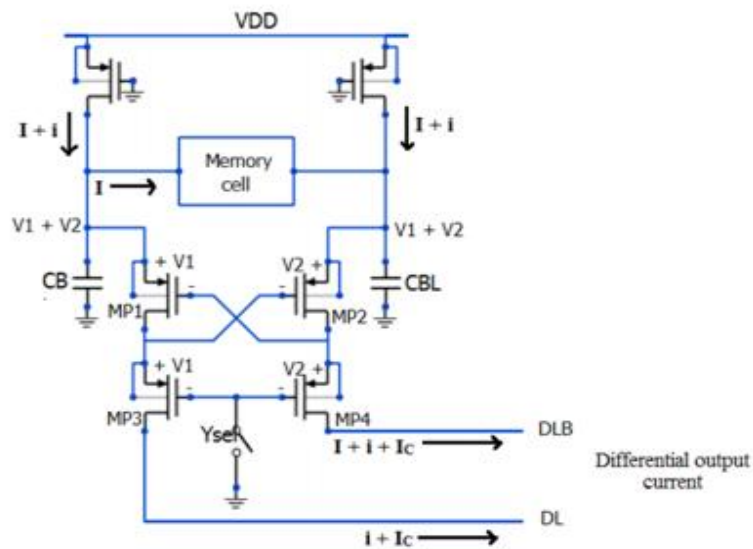 VDD
I + i
I + i
Memory
cell
I
V1 + V2
V1 + V2
+ V1
V2 +
CB
CBL
-
-
MP1
MP2
+ V1
V2 +
-
-
MP3
MP4
Ysel
DLB
I + i + Ic
Differential output
current
DL
i + Ic